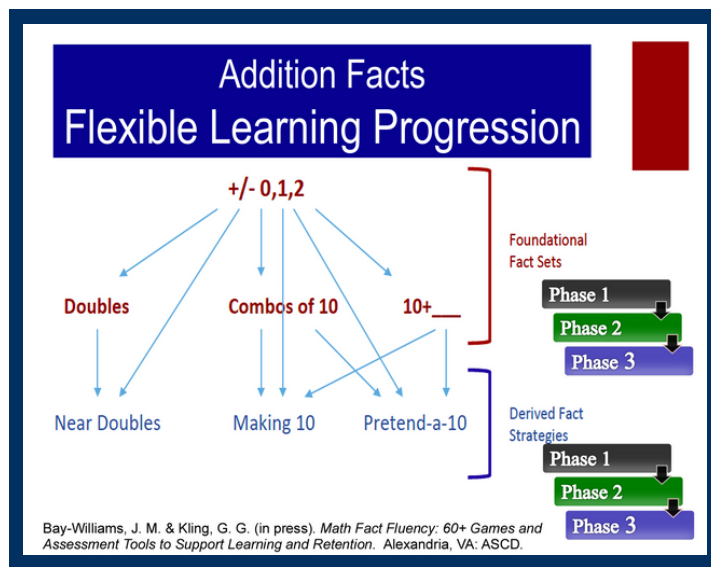 Addition Facts
Flexible Learning Progression
+/- 0,1,2
Foundational
Fact Sets
Doubles
Combos of 10
10+___
Phase 1
Phase 2
Phase 3
Near Doubles
Making 10
Pretend-a-10
Derived Fact
Strategies
Phase 1
Phase 2
Phase 3
Bay-Williams, J. M. & Kling, G. G. (in press). Math Fact Fluency: 60+ Games and
Assessment Tools to Support Learning and Retention. Alexandria, VA: ASCD.